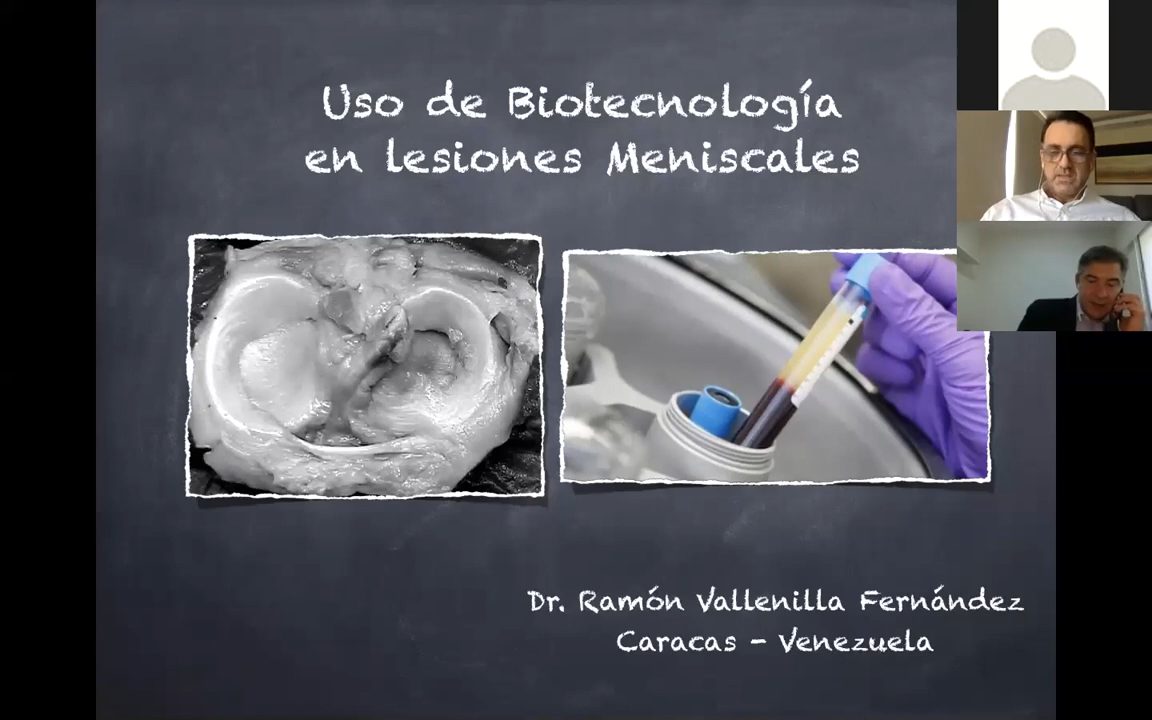 Uso de Biotecnología
en lesiones Meniscales
Dr. Ramón Vallenilla Fernández
Caracas - Venezuela